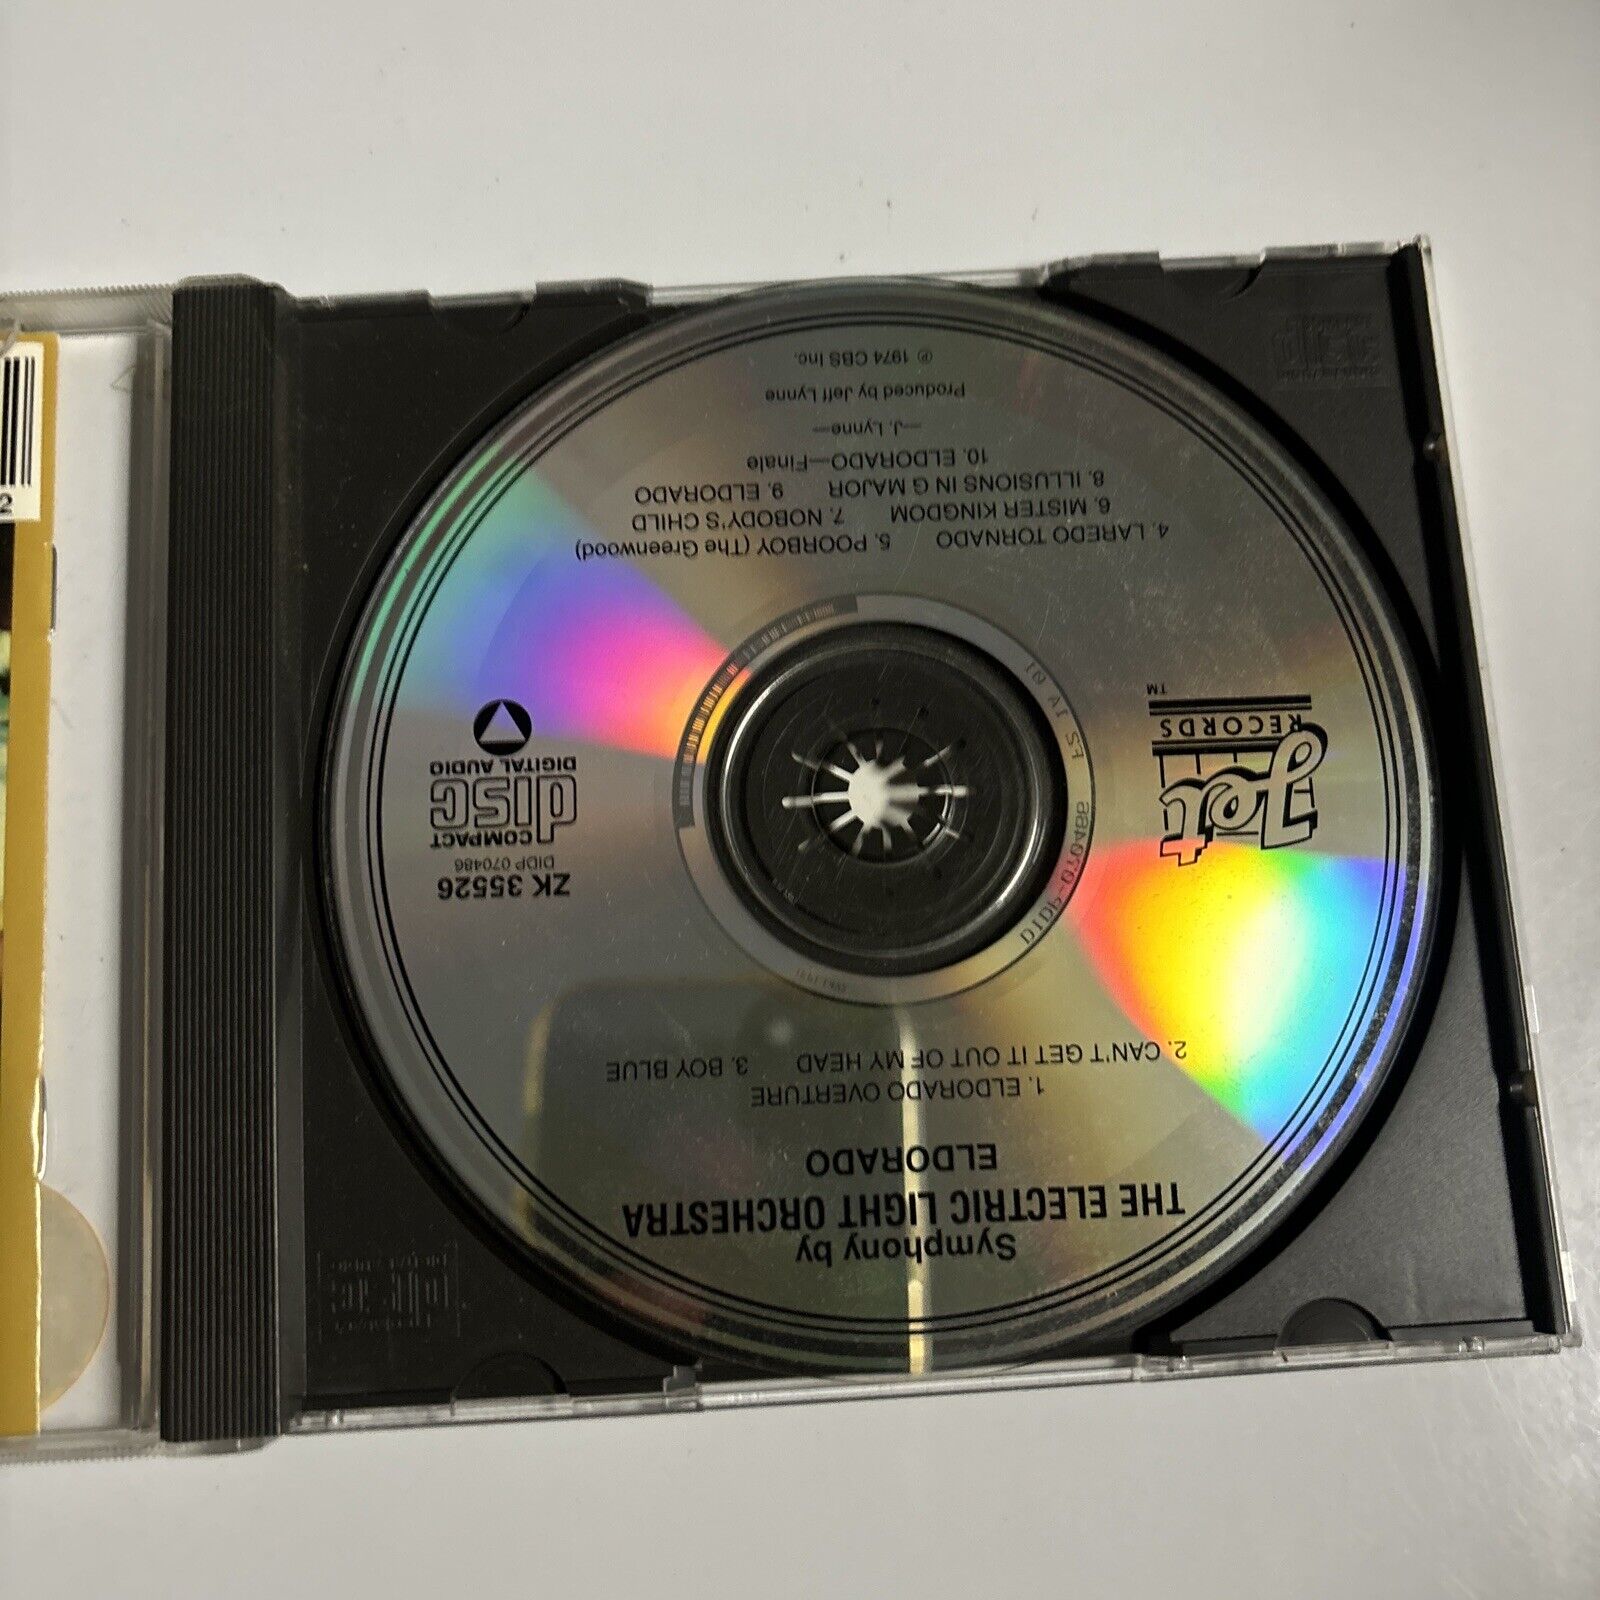 Symphony by
THE ELECTRIC LIGHT ORCHESTRA
ELDORADO
1. ELDORADO OVERTURE
2. CAN'T GET IT OUT OF MY HEAD 3. BOY BLUE
Jet
RECORDS
TM
ZK 35526
DIDP 070486
COMPACT
disc
DIGITAL AUDIO
4. LAREDO TORNADO 5. POORBOY (The Greenwood)
6. MISTER KINGDOM 7. NOBODY'S CHILD
8. ILLUSIONS IN G MAJOR 9. ELDORADO
10. ELDORADO—Finale
—J. Lynne—
Produced by Jeff Lynne
℗ 1974 CBS Inc.
DIDP-070486
2